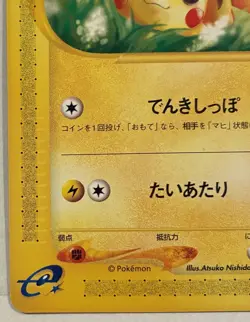 でんきしっぽ
コインを1回投げ、「おもて」なら、相手を「マヒ」状態
たいあたり
弱点 抵抗力
© Pokémon
Illus.Atsuko Nishida
e